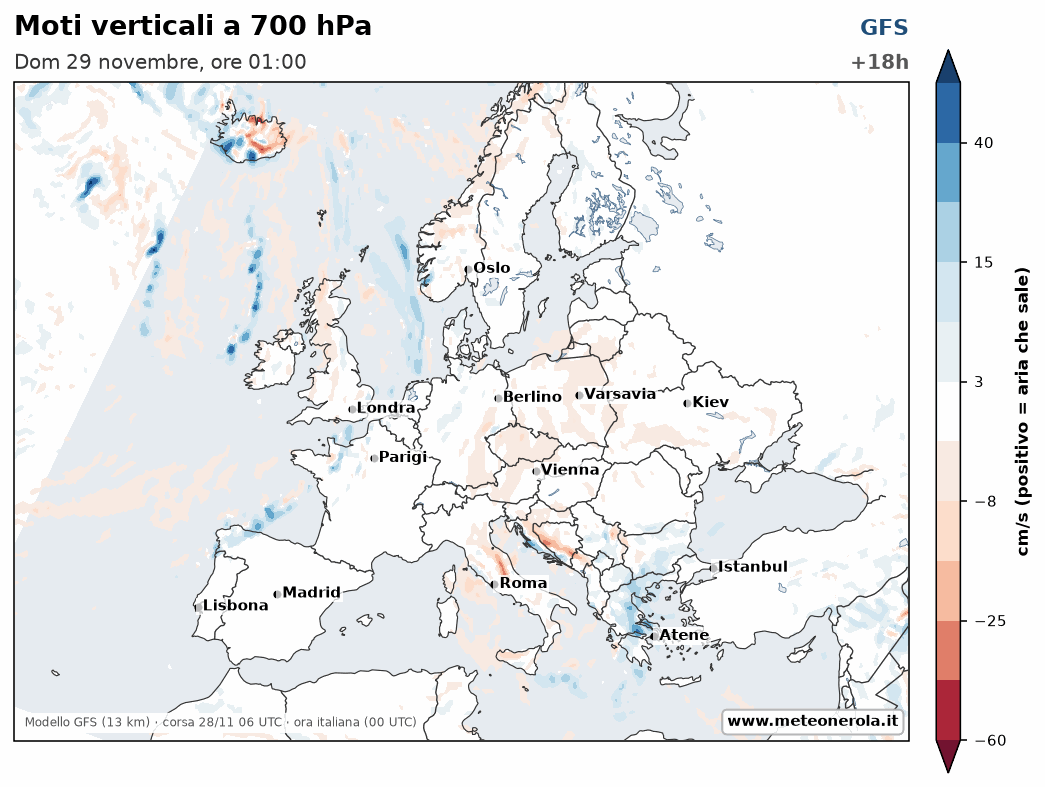 Moti verticali a 700 hPa
GFS
Dom 29 novembre, ore 01:00
+18h
40
15
3
−8
−25
−60
cm/s (positivo = aria che sale)
Oslo
Londra
Berlino
Varsavia
Kiev
Parigi
Vienna
Istanbul
Roma
Madrid
Lisbona
Atene
Modello GFS (13 km) · corsa 28/11 06 UTC · ora italiana (00 UTC)
www.meteonerola.it